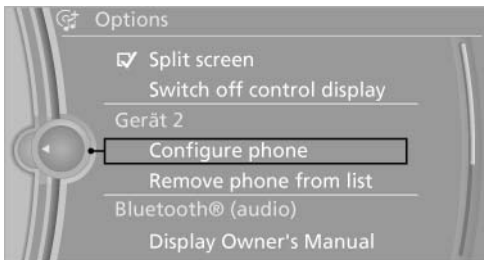 Options
Split screen
Switch off control display
Gerät 2
Configure phone
Remove phone from list
Bluetooth® (audio)
Display Owner's Manual